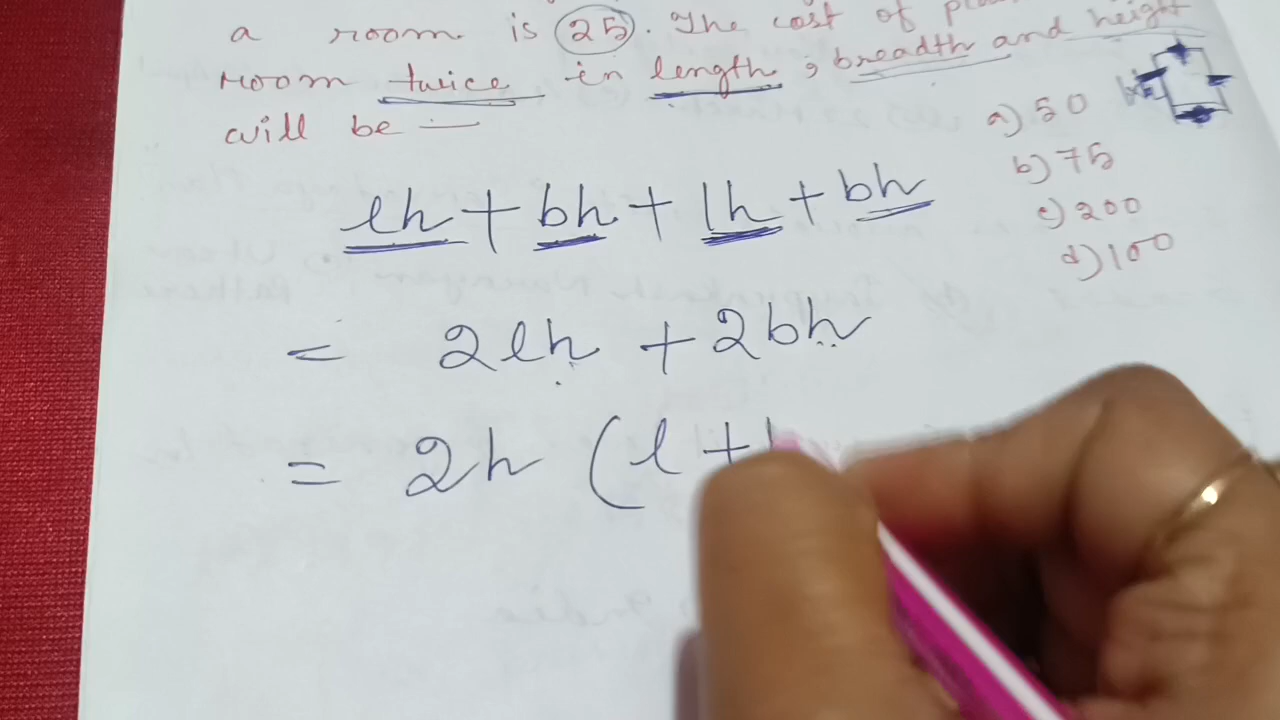 a room is 25. The cost of
room twice in length, breadth and height
will be —
a) 50
b) 75
c) 200
d) 100
lh + bh + lh + bh
= 2lh + 2bh
= 2h (l +